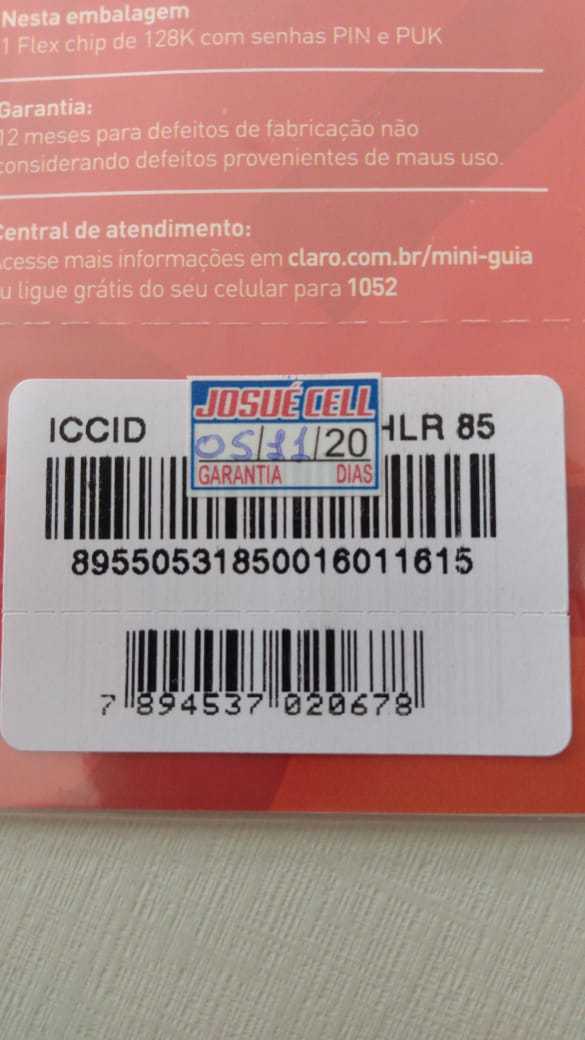 Nesta embalagem
1 Flex chip de 128K com senhas PIN e PUK
Garantia:
12 meses para defeitos de fabricação não
considerando defeitos provenientes de maus uso.
Central de atendimento:
Acesse mais informações em claro.com.br/mini-guia
u ligue grátis do seu celular para 1052
JOSUÉ CELL
ICCID
HLR 85
05/11/20
GARANTIA DIAS
89550531850016011615
7 894537 020678